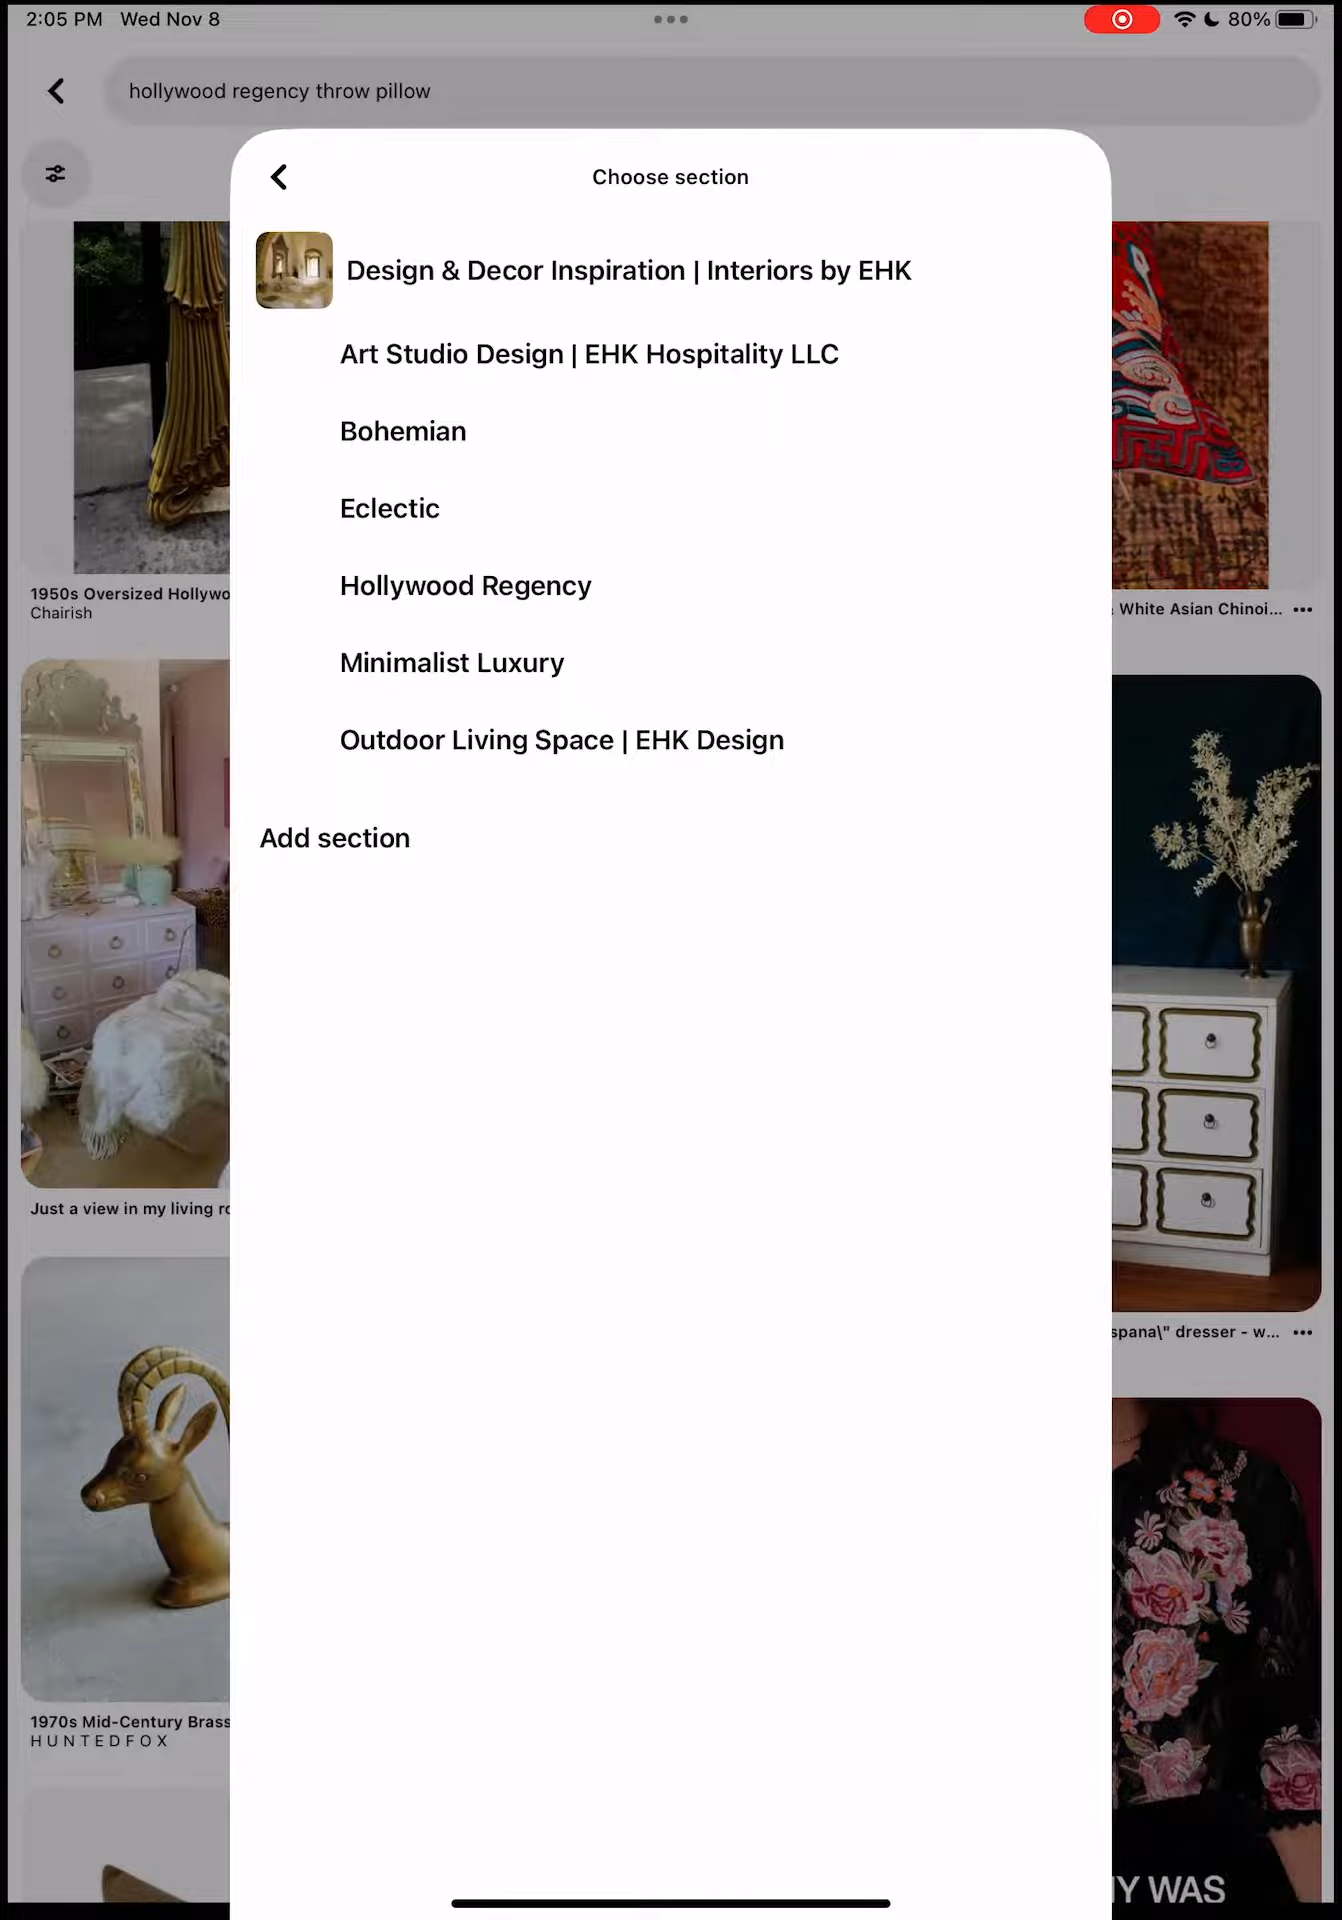 2:05 PM Wed Nov 8
80%
hollywood regency throw pillow
Choose section
Design & Decor Inspiration | Interiors by EHK
Art Studio Design | EHK Hospitality LLC
Bohemian
Eclectic
Hollywood Regency
Minimalist Luxury
Outdoor Living Space | EHK Design
Add section
1950s Oversized Hollywo
Chairish
White Asian Chinoi...
Just a view in my living
spana\" dresser - w...
1970s Mid-Century Brass
HUNTEDFOX
WAS